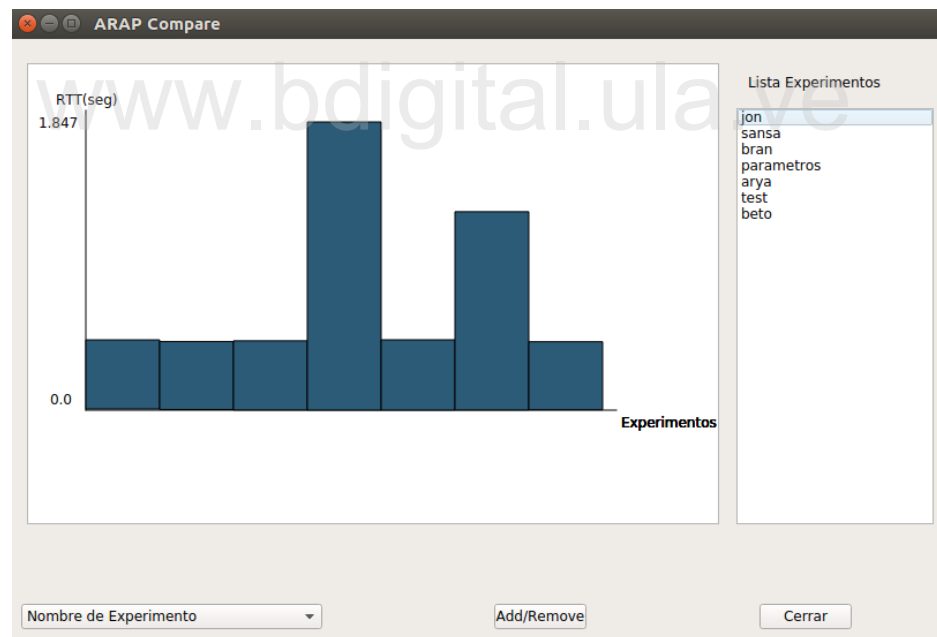 ARAP Compare
www.bdigital.ula.ve
RTT(seg)
1.847
0.0
Experimentos
Lista Experimentos
jon
sansa
bran
parametros
arya
test
beto
Nombre de Experimento
Add/Remove
Cerrar